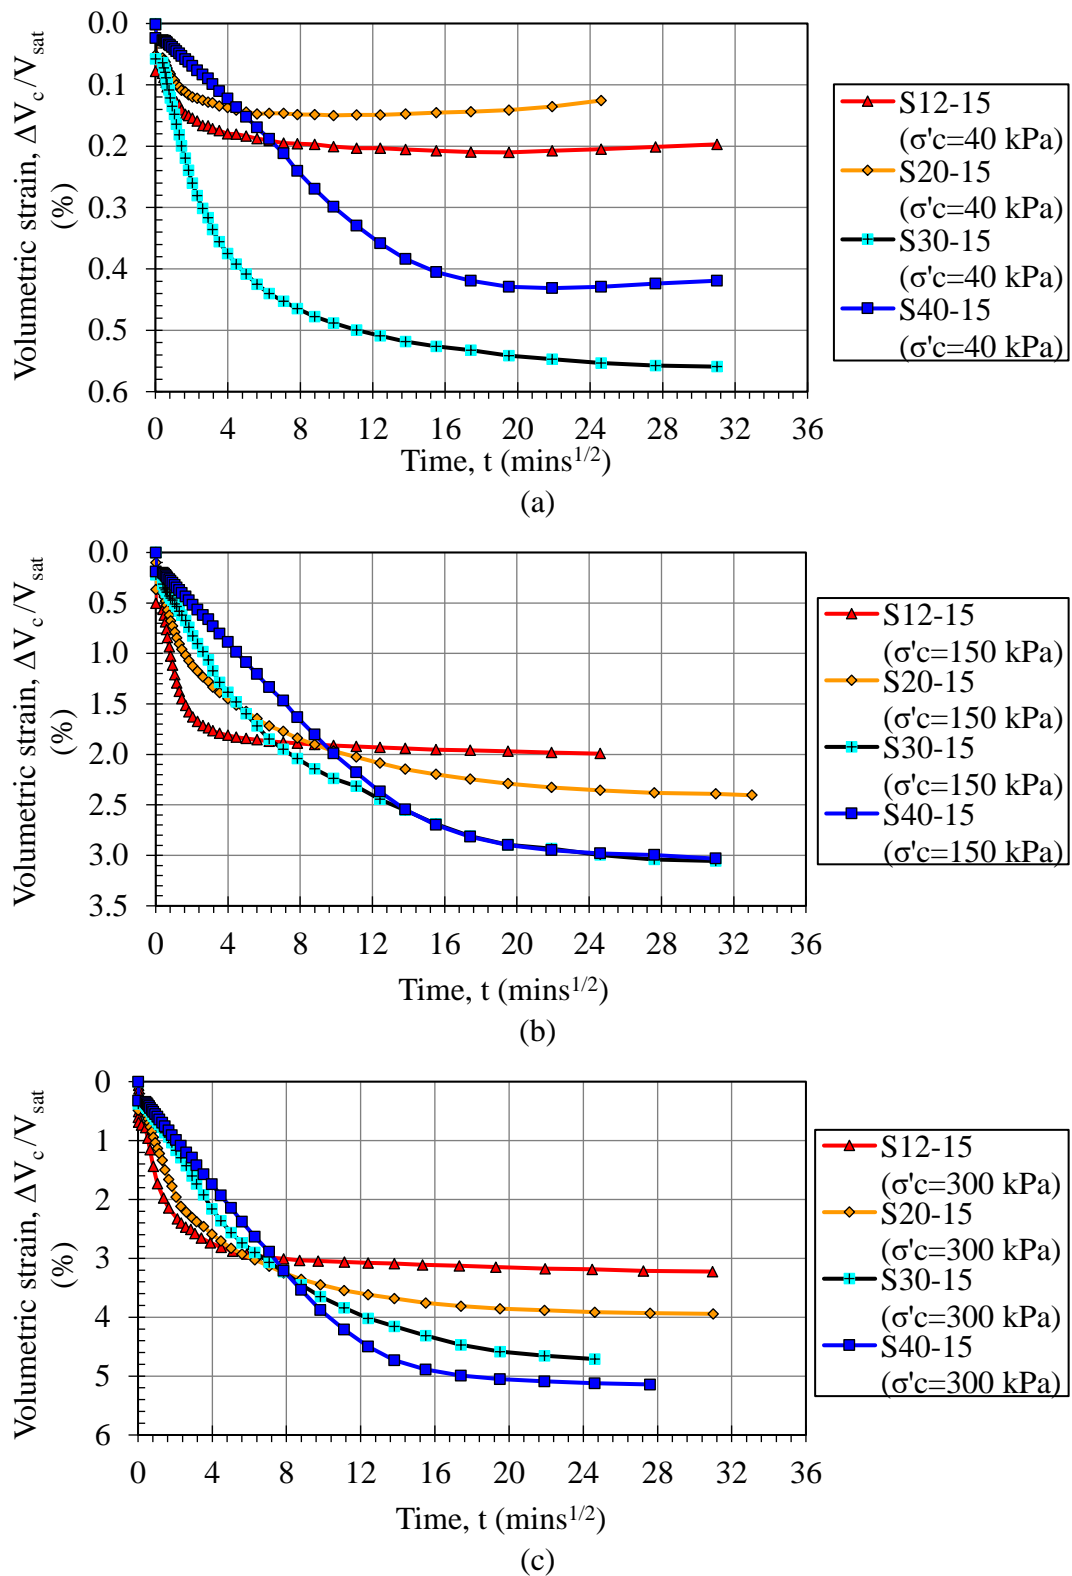 0.0
0.1
0.2
0.3
0.4
0.5
0.6
Volumetric strain, ΔVc/Vsat
(%)
0 4 8 12 16 20 24 28 32 36
Time, t (mins1/2)
(a)
S12-15
(σ'c=40 kPa)
S20-15
(σ'c=40 kPa)
S30-15
(σ'c=40 kPa)
S40-15
(σ'c=40 kPa)
0.0
0.5
1.0
1.5
2.0
2.5
3.0
3.5
Volumetric strain, ΔVc/Vsat
(%)
0 4 8 12 16 20 24 28 32 36
Time, t (mins1/2)
(b)
S12-15
(σ'c=150 kPa)
S20-15
(σ'c=150 kPa)
S30-15
(σ'c=150 kPa)
S40-15
(σ'c=150 kPa)
0
1
2
3
4
5
6
Volumetric strain, ΔVc/Vsat
(%)
0 4 8 12 16 20 24 28 32 36
Time, t (mins1/2)
(c)
S12-15
(σ'c=300 kPa)
S20-15
(σ'c=300 kPa)
S30-15
(σ'c=300 kPa)
S40-15
(σ'c=300 kPa)